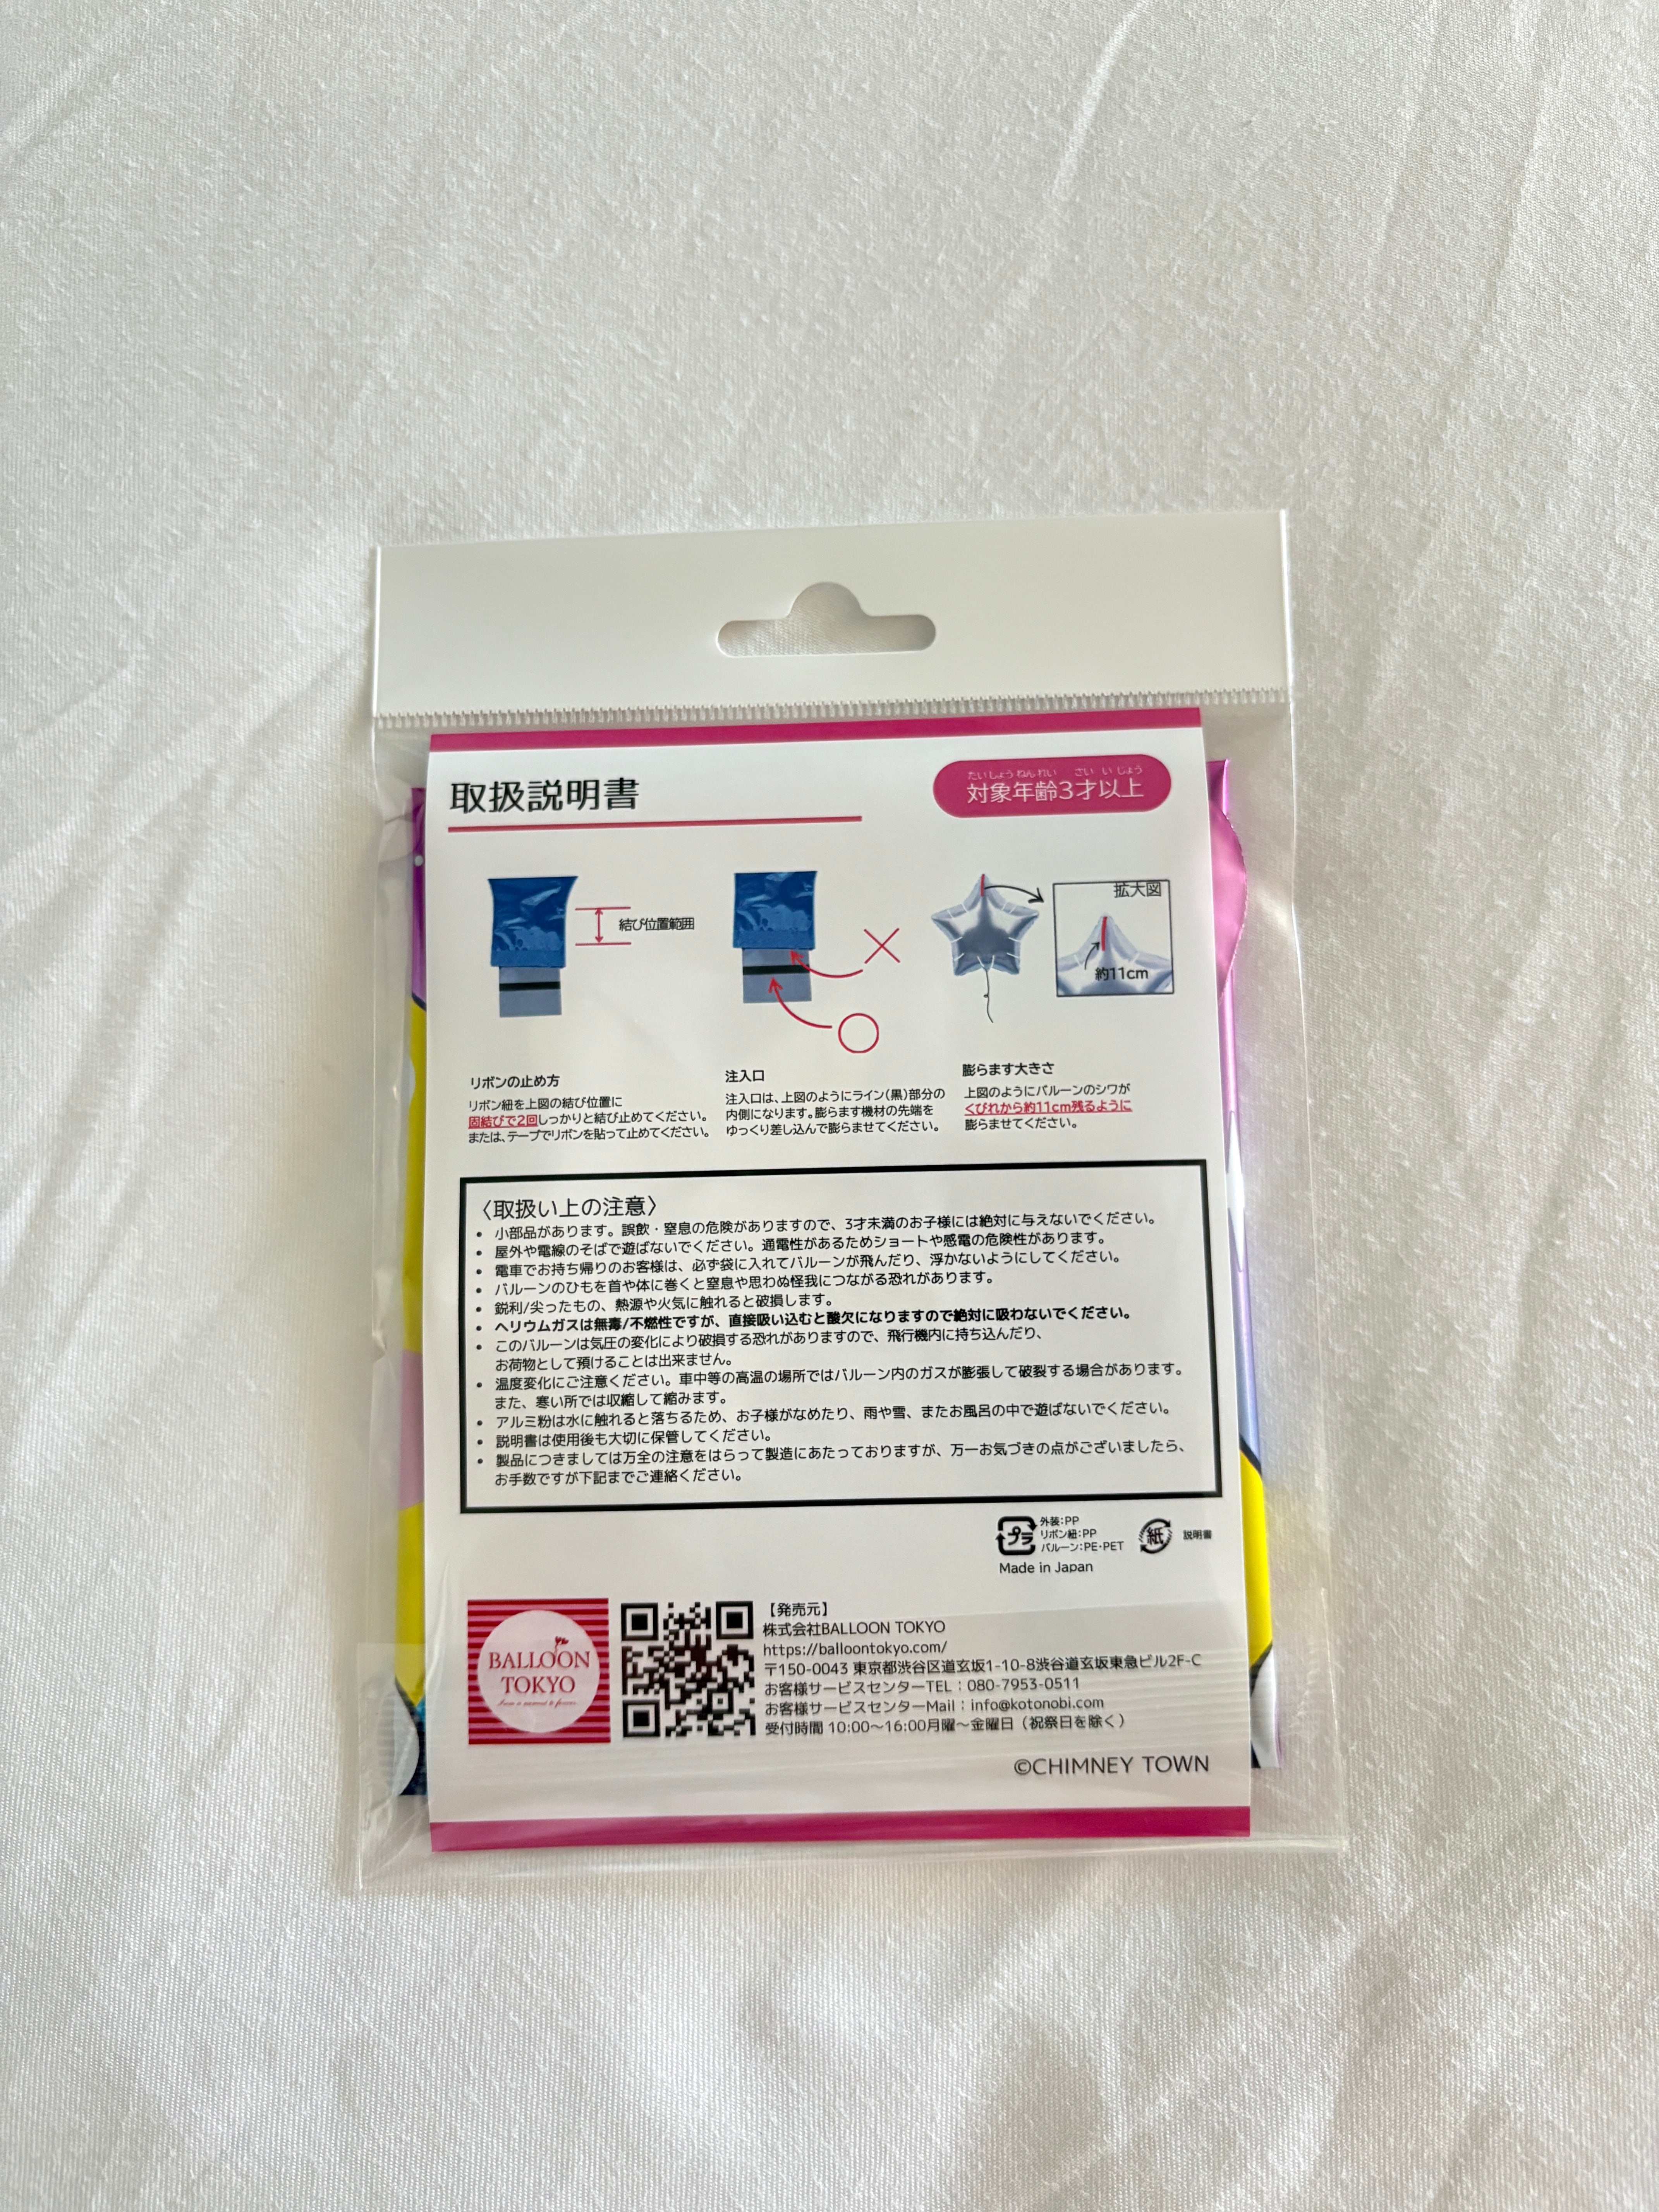 取扱説明書
たいしょうねんれい さいいじょう
対象年齢3才以上
結び位置範囲
拡大図
約11cm
リボンの止め方
リボン紐を上図の結び位置に
固結びで2回しっかりと結び止めてください。
または、テープでリボンを貼って止めてください。
注入口
注入口は、上図のようにライン(黒)部分の
内側になります。膨らます機材の先端を
ゆっくり差し込んで膨らませてください。
膨らます大きさ
上図のようにバルーンのシワが
くびれから約11cm残るように
膨らませてください。
〈取扱い上の注意〉
• 小部品があります。誤飲・窒息の危険がありますので、3才未満のお子様には絶対に与えないでください。
• 屋外や電線のそばで遊ばないでください。通電性があるためショートや感電の危険性があります。
• 電車でお持ち帰りのお客様は、必ず袋に入れてバルーンが飛んだり、浮かないようにしてください。
• バルーンのひもを首や体に巻くと窒息や思わぬ怪我につながる恐れがあります。
• 鋭利/尖ったもの、熱源や火気に触れると破損します。
• ヘリウムガスは無毒/不燃性ですが、直接吸い込むと酸欠になりますので絶対に吸わないでください。
• このバルーンは気圧の変化により破損する恐れがありますので、飛行機内に持ち込んだり、
お荷物として預けることは出来ません。
• 温度変化にご注意ください。車中等の高温の場所ではバルーン内のガスが膨張して破裂する場合があります。
また、寒い所では収縮して縮みます。
• アルミ粉は水に触れると落ちるため、お子様がなめたり、雨や雪、またお風呂の中で遊ばないでください。
• 説明書は使用後も大切に保管してください。
• 製品につきましては万全の注意をはらって製造にあたっておりますが、万一お気づきの点がございましたら、
お手数ですが下記までご連絡ください。
プラ
外装:PP
リボン紐:PP
バルーン:PE・PET
紙
説明書
Made in Japan
BALLOON
TOKYO
【発売元】
株式会社BALLOON TOKYO
https://balloontokyo.com/
〒150-0043 東京都渋谷区道玄坂1-10-8渋谷道玄坂東急ビル2F-C
お客様サービスセンターTEL:080-7953-0511
お客様サービスセンターMail:info@kotonobi.com
受付時間 10:00〜16:00月曜〜金曜日(祝祭日を除く)
©CHIMNEY TOWN